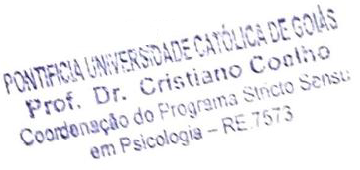 PONTIFÍCIA UNIVERSIDADE CATÓLICA DE GOIÁS
Prof. Dr. Cristiano Coelho
Coordenação do Programa Stricto Sensu
em Psicologia – RE.7573